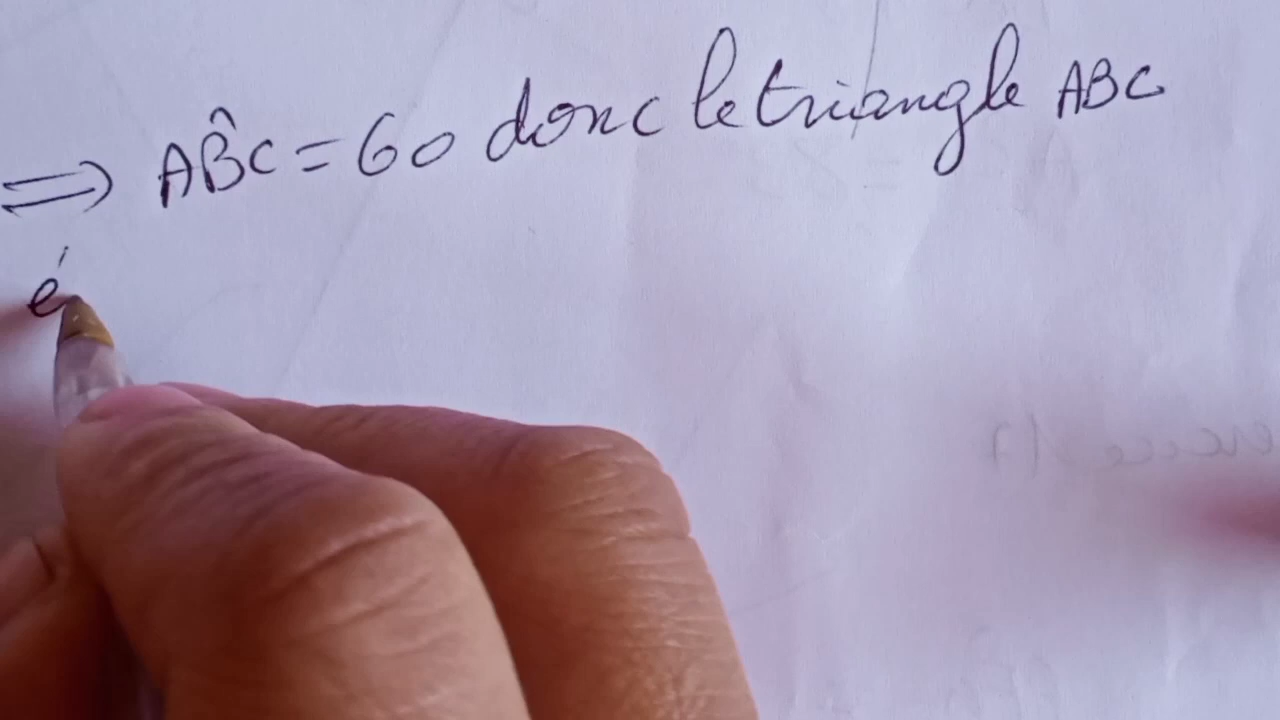 ⇒ AB̂C = 60 donc le triangle ABC
é